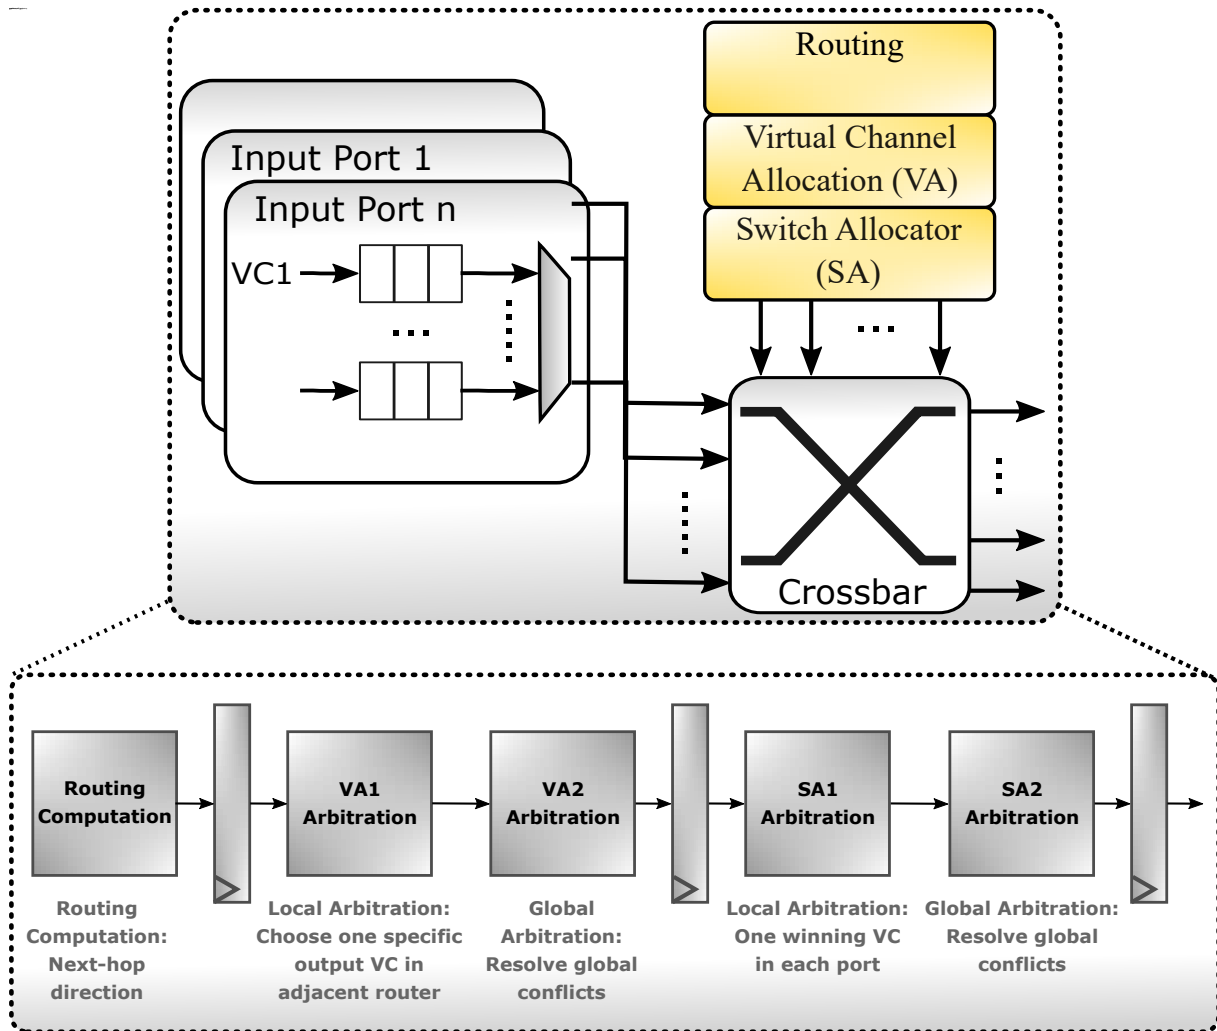 Routing
Virtual Channel
Allocation (VA)
Switch Allocator
(SA)
Input Port 1
Input Port n
VC1
Crossbar
Routing
Computation
VA1
Arbitration
VA2
Arbitration
SA1
Arbitration
SA2
Arbitration
Routing
Computation:
Next-hop
direction
Local Arbitration:
Choose one specific
output VC in
adjacent router
Global
Arbitration:
Resolve global
conflicts
Local Arbitration:
One winning VC
in each port
Global Arbitration:
Resolve global
conflicts